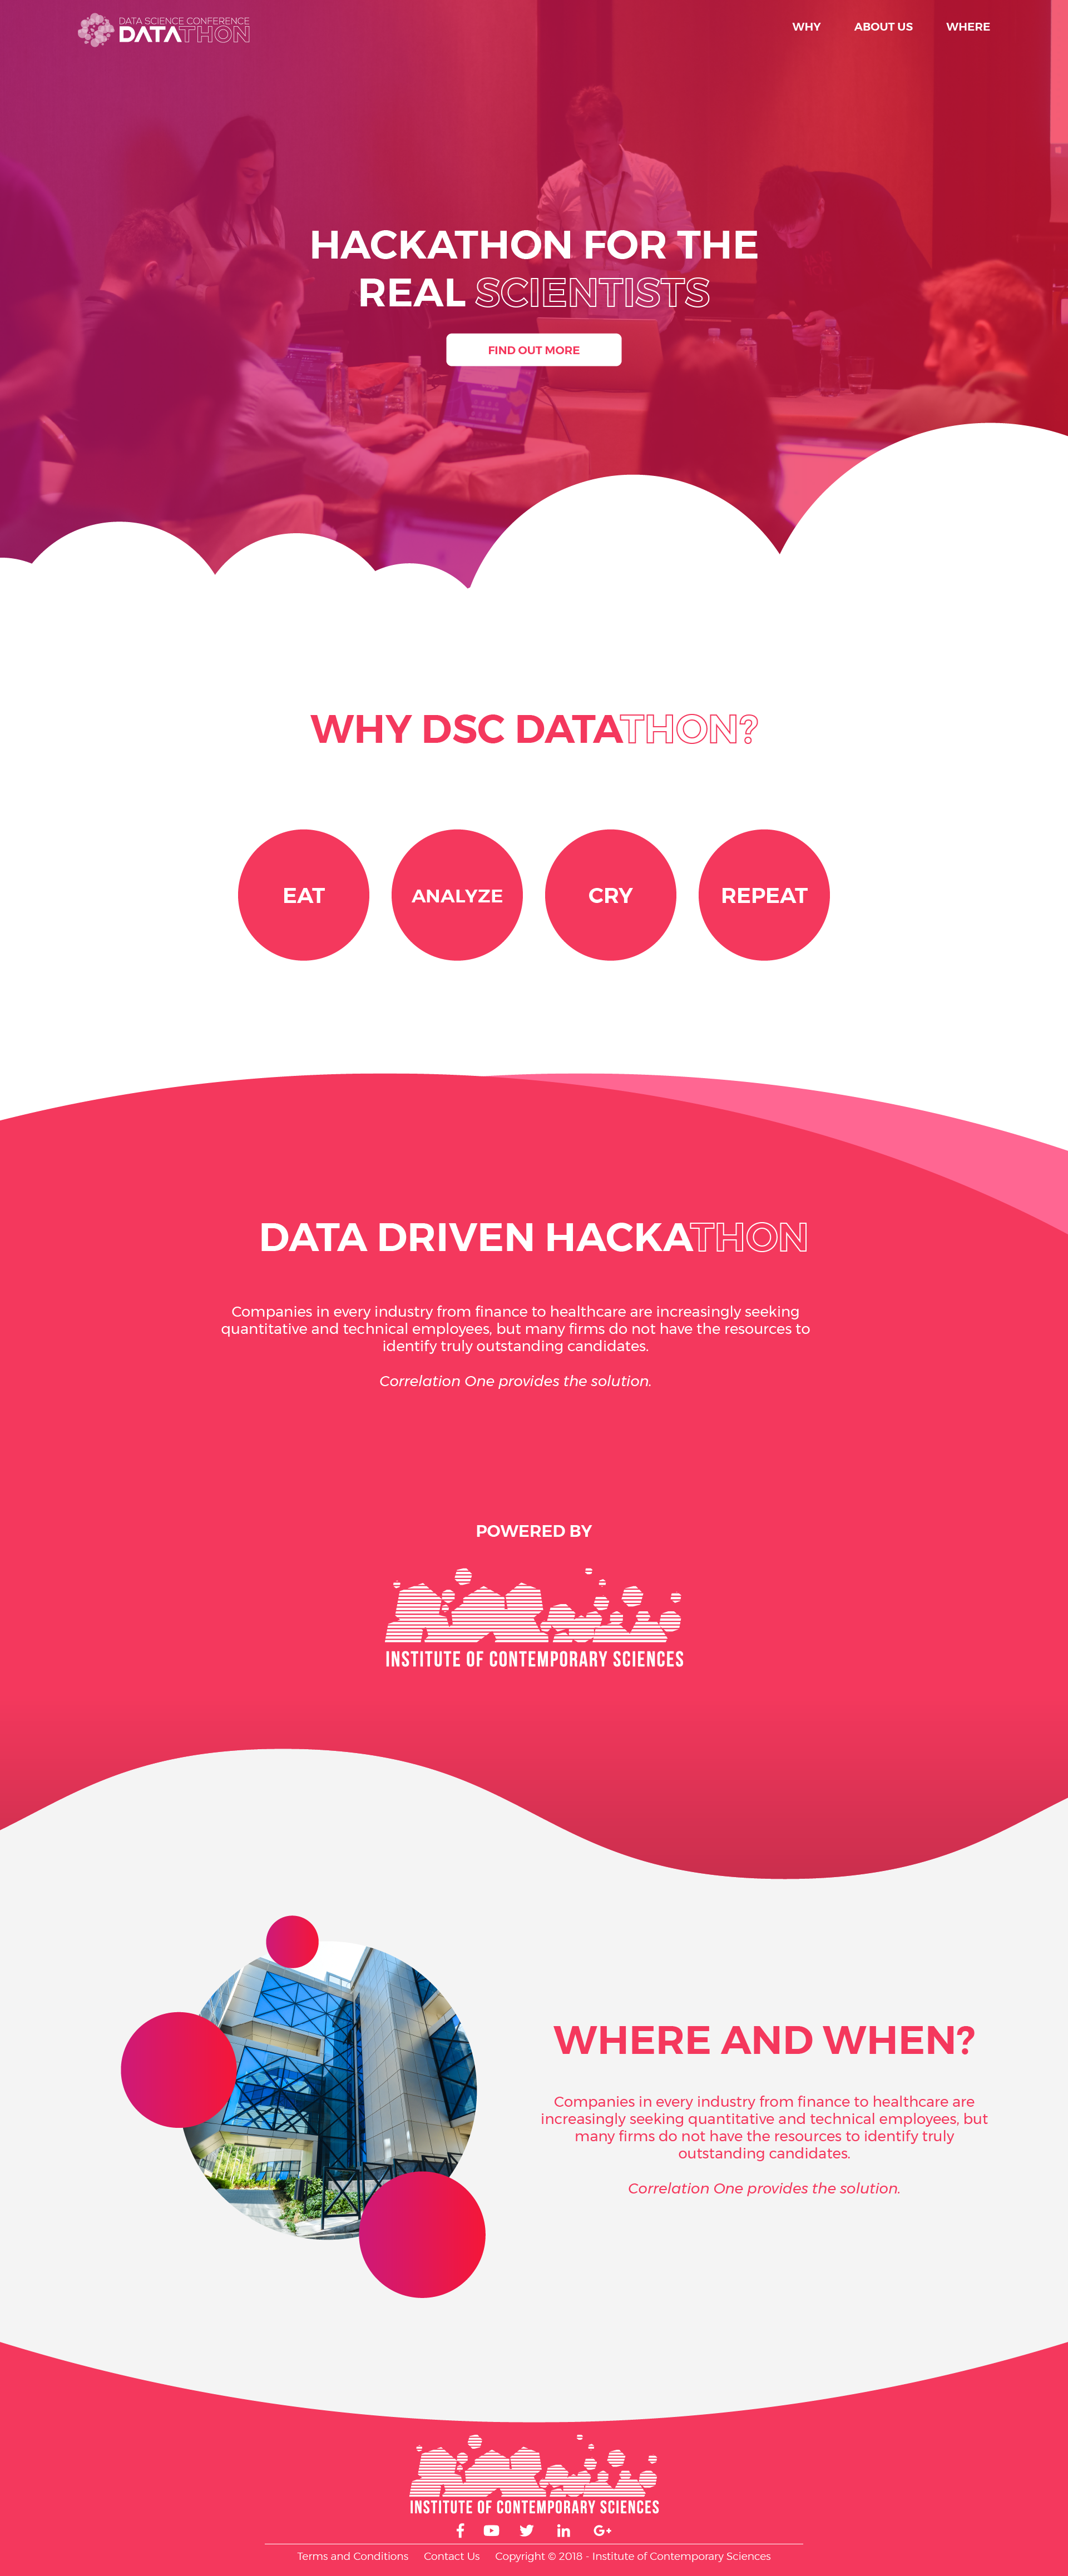 DATA SCIENCE CONFERENCE
DATATHON
WHY ABOUT US WHERE
HACKATHON FOR THE
REAL SCIENTISTS
FIND OUT MORE
WHY DSC DATATHON?
EAT ANALYZE CRY REPEAT
DATA DRIVEN HACKATHON
Companies in every industry from finance to healthcare are increasingly seeking
quantitative and technical employees, but many firms do not have the resources to
identify truly outstanding candidates.
Correlation One provides the solution.
POWERED BY
INSTITUTE OF CONTEMPORARY SCIENCES
WHERE AND WHEN?
Companies in every industry from finance to healthcare are
increasingly seeking quantitative and technical employees, but
many firms do not have the resources to identify truly
outstanding candidates.
Correlation One provides the solution.
INSTITUTE OF CONTEMPORARY SCIENCES
Terms and Conditions Contact Us Copyright © 2018 - Institute of Contemporary Sciences